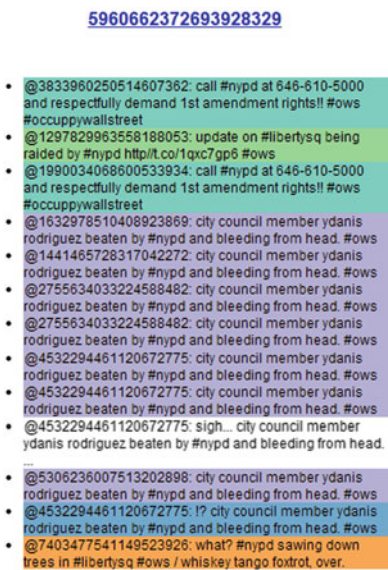 5960662372693928329
• @3833960250514607362: call #nypd at 646-610-5000
and respectfully demand 1st amendment rights!! #ows
#occuppywallstreet
• @1297829963558188053: update on #libertysq being
raided by #nypd http//t.co/1qxc7gp6 #ows
• @1990034068600533934: call #nypd at 646-610-5000
and respectfully demand 1st amendment rights!! #ows
#occuppywallstreet
• @1632978510408923869: city council member ydanis
rodriguez beaten by #nypd and bleeding from head. #ows
• @1441465728317042272: city council member ydanis
rodriguez beaten by #nypd and bleeding from head. #ows
• @2755634033224588482: city council member ydanis
rodriguez beaten by #nypd and bleeding from head. #ows
• @2755634033224588482: city council member ydanis
rodriguez beaten by #nypd and bleeding from head. #ows
• @4532294461120672775: city council member ydanis
rodriguez beaten by #nypd and bleeding from head. #ows
• @4532294461120672775: city council member ydanis
rodriguez beaten by #nypd and bleeding from head. #ows
• @4532294461120672775: sigh... city council member
ydanis rodriguez beaten by #nypd and bleeding from head.
...
• @5306236007513202898: city council member ydanis
rodriguez beaten by #nypd and bleeding from head. #ows
• @4532294461120672775: !? city council member ydanis
rodriguez beaten by #nypd and bleeding from head. #ows
• @7403477541149523926: what? #nypd sawing down
trees in #libertysq #ows / whiskey tango foxtrot, over.